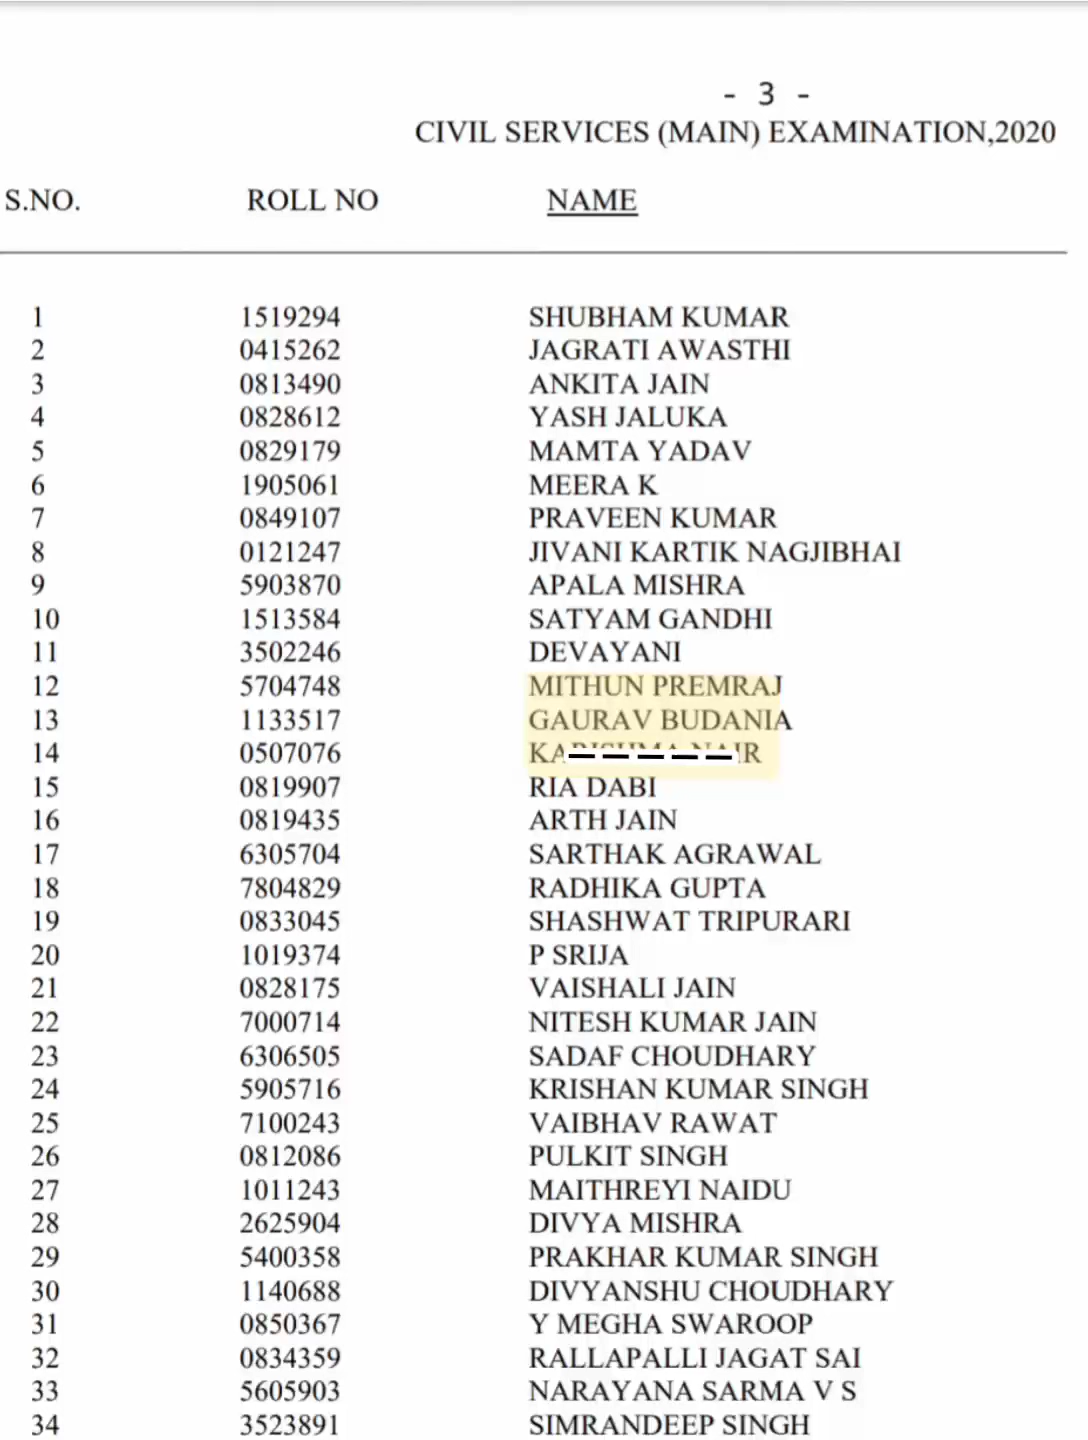 - 3 -
CIVIL SERVICES (MAIN) EXAMINATION,2020
S.NO. ROLL NO NAME
1 1519294 SHUBHAM KUMAR
2 0415262 JAGRATI AWASTHI
3 0813490 ANKITA JAIN
4 0828612 YASH JALUKA
5 0829179 MAMTA YADAV
6 1905061 MEERA K
7 0849107 PRAVEEN KUMAR
8 0121247 JIVANI KARTIK NAGJIBHAI
9 5903870 APALA MISHRA
10 1513584 SATYAM GANDHI
11 3502246 DEVAYANI
12 5704748 MITHUN PREMRAJ
13 1133517 GAURAV BUDANIA
14 0507076 KARISHMA NAIR
15 0819907 RIA DABI
16 0819435 ARTH JAIN
17 6305704 SARTHAK AGRAWAL
18 7804829 RADHIKA GUPTA
19 0833045 SHASHWAT TRIPURARI
20 1019374 P SRIJA
21 0828175 VAISHALI JAIN
22 7000714 NITESH KUMAR JAIN
23 6306505 SADAF CHOUDHARY
24 5905716 KRISHAN KUMAR SINGH
25 7100243 VAIBHAV RAWAT
26 0812086 PULKIT SINGH
27 1011243 MAITHREYI NAIDU
28 2625904 DIVYA MISHRA
29 5400358 PRAKHAR KUMAR SINGH
30 1140688 DIVYANSHU CHOUDHARY
31 0850367 Y MEGHA SWAROOP
32 0834359 RALLAPALLI JAGAT SAI
33 5605903 NARAYANA SARMA V S
34 3523891 SIMRANDEEP SINGH